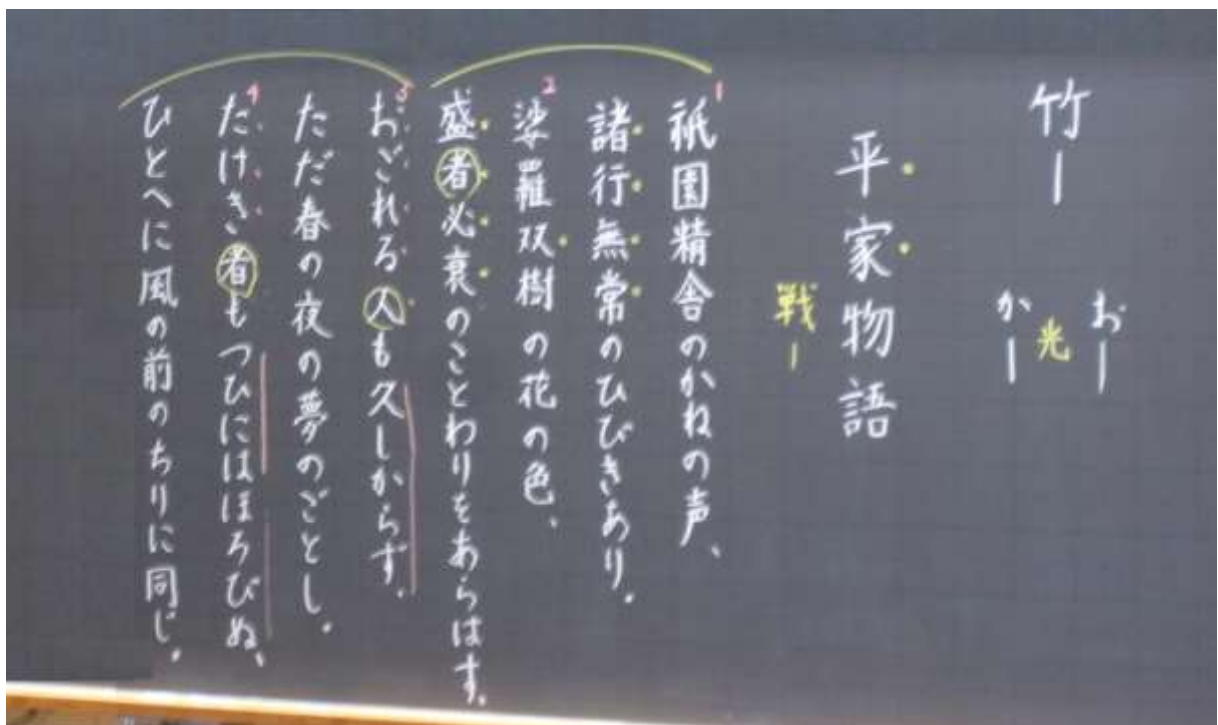 竹ー
おー
光
かー
平家物語
戦ー
1
祇園精舎のかねの声、
諸行無常のひびきあり。
2
娑羅双樹の花の色、
盛者必衰のことわりをあらはす。
3
おごれる人も久しからず。
ただ春の夜の夢のごとし。
4
たけき者もつひにはほろびぬ、
ひとへに風の前のちりに同じ。